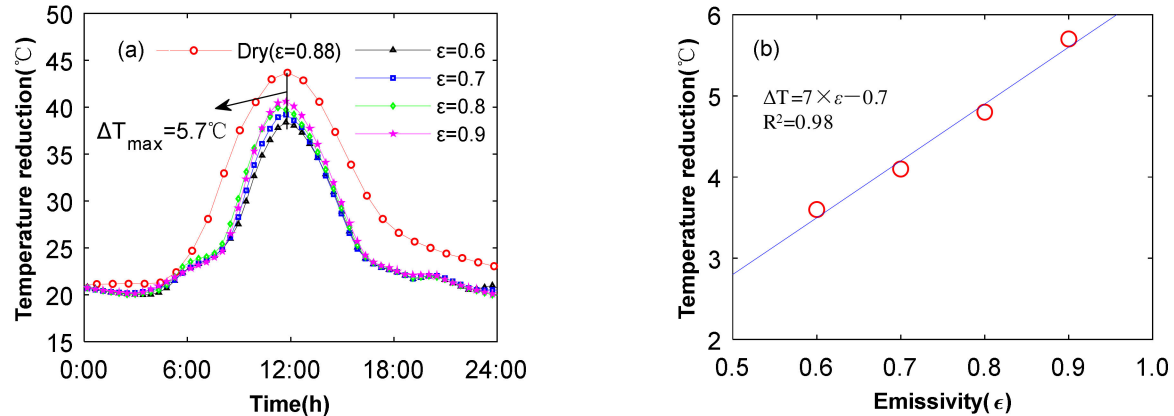 (a)
Dry(ε=0.88)
ε=0.6
ε=0.7
ε=0.8
ε=0.9
ΔTmax=5.7℃
Temperature reduction(℃)
50
45
40
35
30
25
20
15
0:00 6:00 12:00 18:00 24:00
Time(h)
(b)
ΔT=7×ε−0.7
R²=0.98
Temperature reduction(℃)
6
5
4
3
2
0.5 0.6 0.7 0.8 0.9 1.0
Emissivity(ϵ)